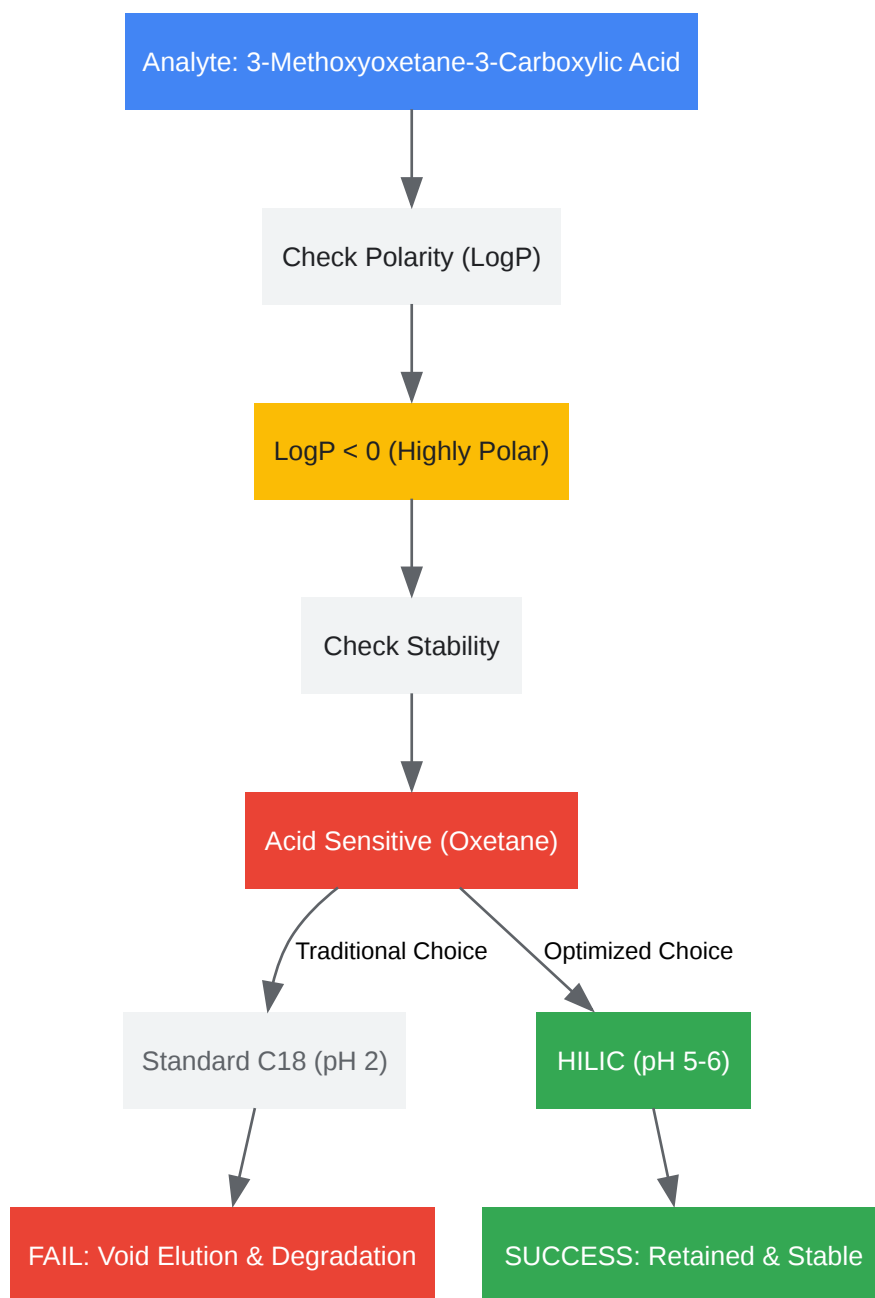 Analyte: 3-Methoxyoxetane-3-Carboxylic Acid
Check Polarity (LogP)
LogP < 0 (Highly Polar)
Check Stability
Acid Sensitive (Oxetane)
Traditional Choice
Optimized Choice
Standard C18 (pH 2)
HILIC (pH 5-6)
FAIL: Void Elution & Degradation
SUCCESS: Retained & Stable